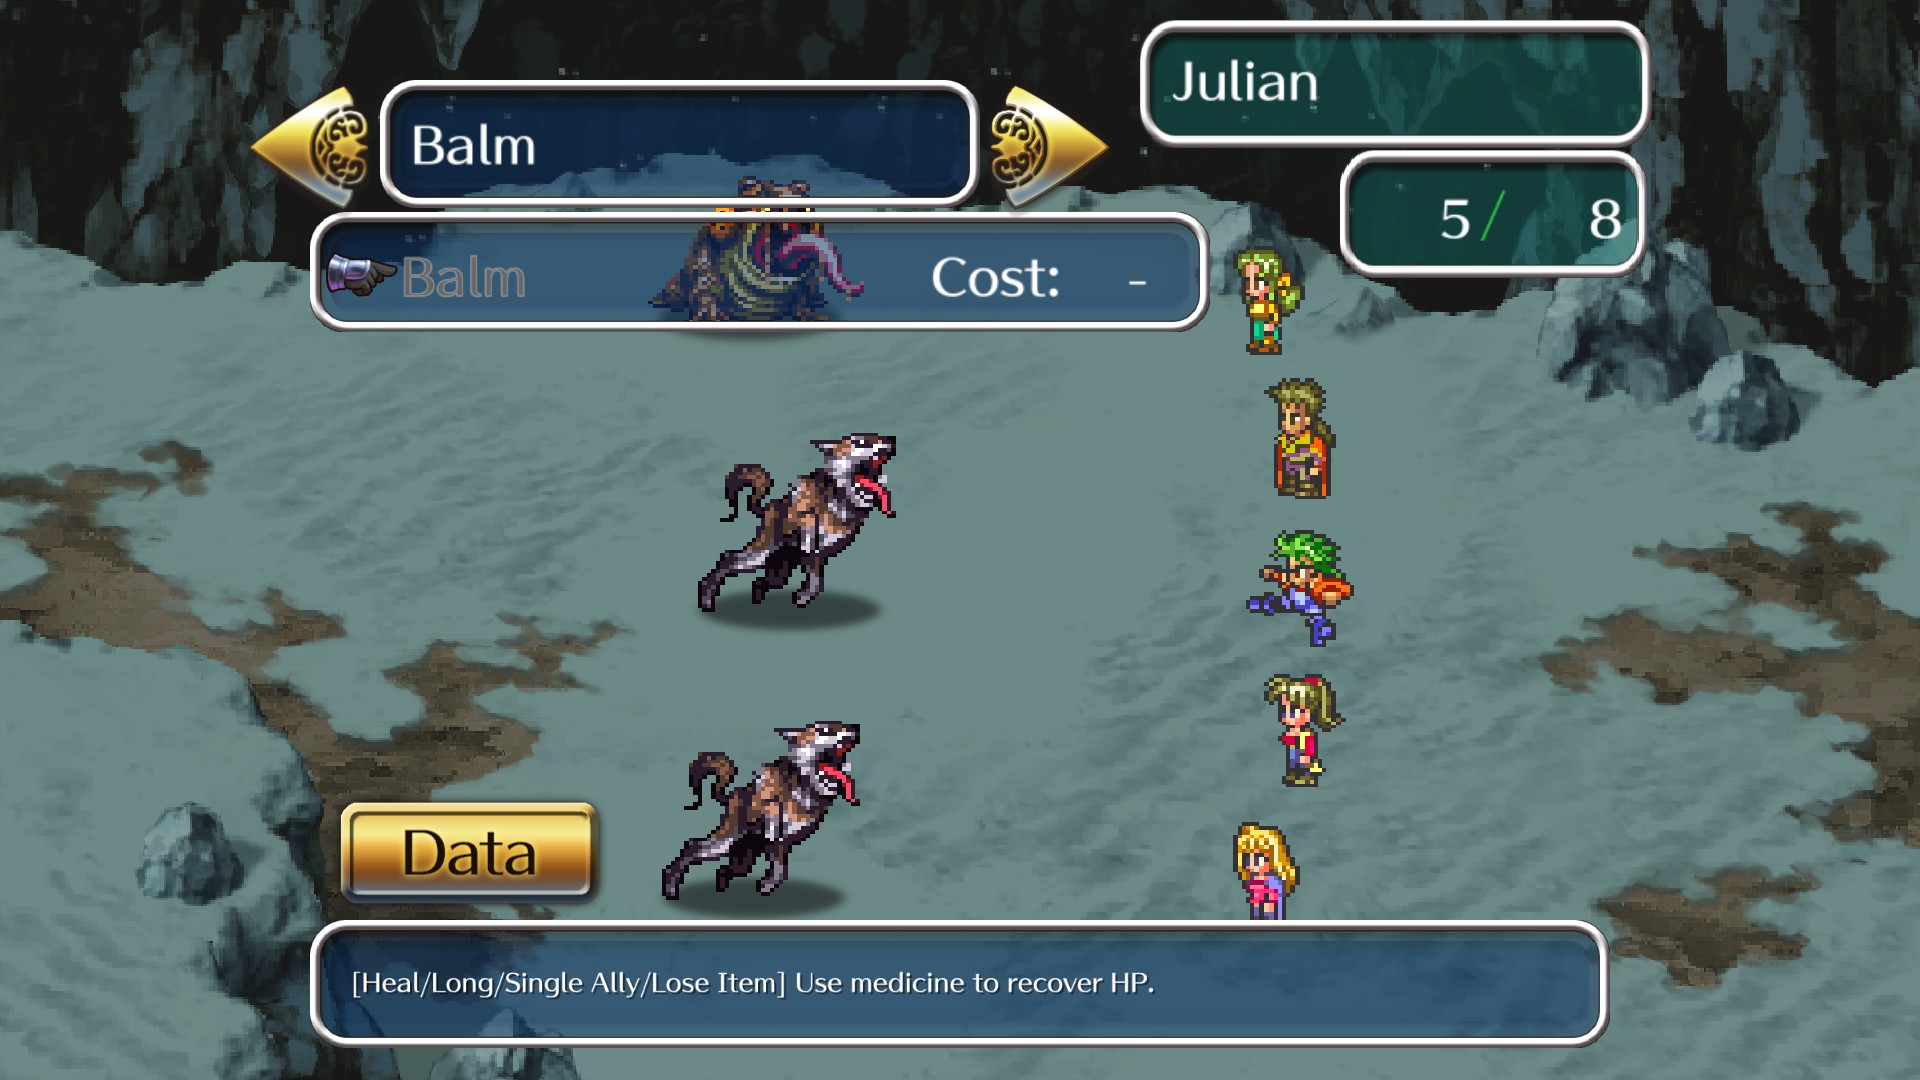 Julian
Balm
5/ 8
Balm Cost: -
Data
[Heal/Long/Single Ally/Lose Item] Use medicine to recover HP.